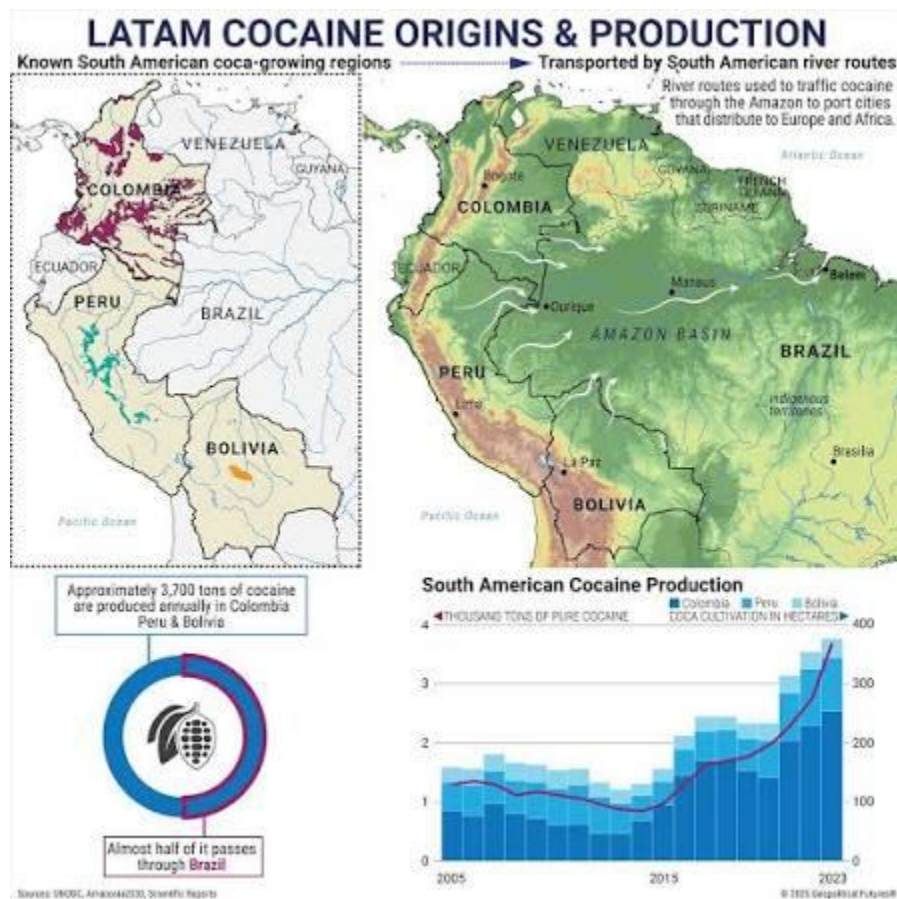 LATAM COCAINE ORIGINS & PRODUCTION
Known South American coca-growing regions
Transported by South American river routes
River routes used to traffic cocaine
through the Amazon to port cities
that distribute to Europe and Africa.
VENEZUELA
GUYANA
COLOMBIA
ECUADOR
PERU
BRAZIL
BOLIVIA
Pacific Ocean
VENEZUELA
Atlantic Ocean
GUYANA
FRENCH
GUIANA
SURINAME
Bogotá
COLOMBIA
ECUADOR
Manaus
Belem
Ourique
AMAZON BASIN
BRAZIL
PERU
Lima
Indigenous
territories
Brasilia
La Paz
BOLIVIA
Pacific Ocean
Approximately 3,700 tons of cocaine
are produced annually in Colombia
Peru & Bolivia
Almost half of it passes
through Brazil
South American Cocaine Production
Colombia Peru Bolivia
THOUSAND TONS OF PURE COCAINE
COCA CULTIVATION IN HECTARES
4 400
3 300
2 200
1 100
0 0
2005 2015 2023
Sources: UNODC, Amazonia2030, Scientific Reports
© 2025 Geopolitical Futures®